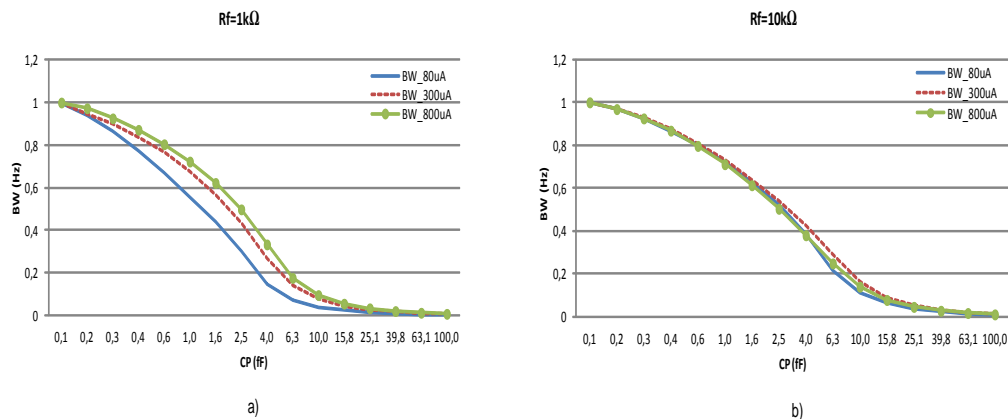 Rf=1kΩ
1,2
1
0,8
0,6
0,4
0,2
0
BW (Hz)
BW_80uA
BW_300uA
BW_800uA
0,1 0,2 0,3 0,4 0,6 1,0 1,6 2,5 4,0 6,3 10,0 15,8 25,1 39,8 63,1 100,0
CP (fF)
a)
Rf=10kΩ
1,2
1
0,8
0,6
0,4
0,2
0
BW (Hz)
BW_80uA
BW_300uA
BW_800uA
0,1 0,2 0,3 0,4 0,6 1,0 1,6 2,5 4,0 6,3 10,0 15,8 25,1 39,8 63,1 100,0
CP (fF)
b)